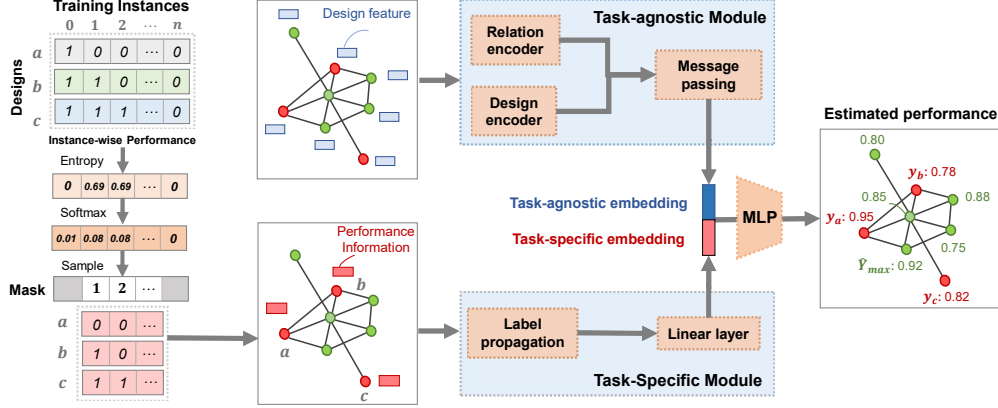 Training Instances
0 1 2 ... n
Designs
a 1 0 0 ... 0
b 1 1 0 ... 0
c 1 1 1 ... 0
Instance-wise Performance
Entropy
0 0.69 0.69 ... 0
Softmax
0.01 0.08 0.08 ... 0
Sample
Mask 1 2 ...
a 0 0 ...
b 1 0 ...
c 1 1 ...
Design feature
Performance
Information
a
b
c
Task-agnostic Module
Relation
encoder
Design
encoder
Message
passing
Task-agnostic embedding
Task-specific embedding
MLP
Label
propagation
Linear layer
Task-Specific Module
Estimated performance
0.80
y_b: 0.78
0.85
0.88
y_a: 0.95
0.75
Ŷ_max: 0.92
y_c: 0.82